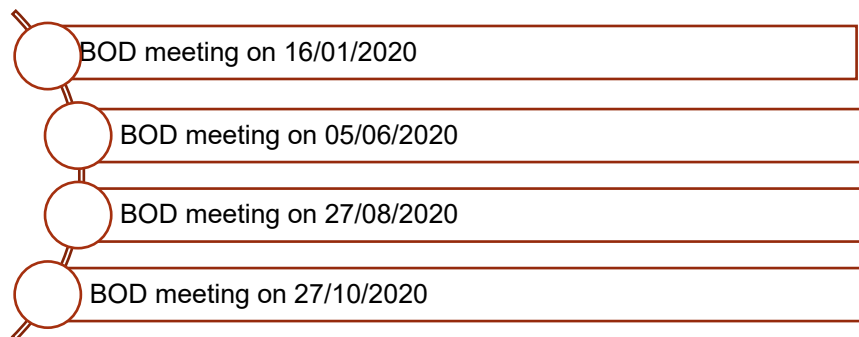 BOD meeting on 16/01/2020
BOD meeting on 05/06/2020
BOD meeting on 27/08/2020
BOD meeting on 27/10/2020